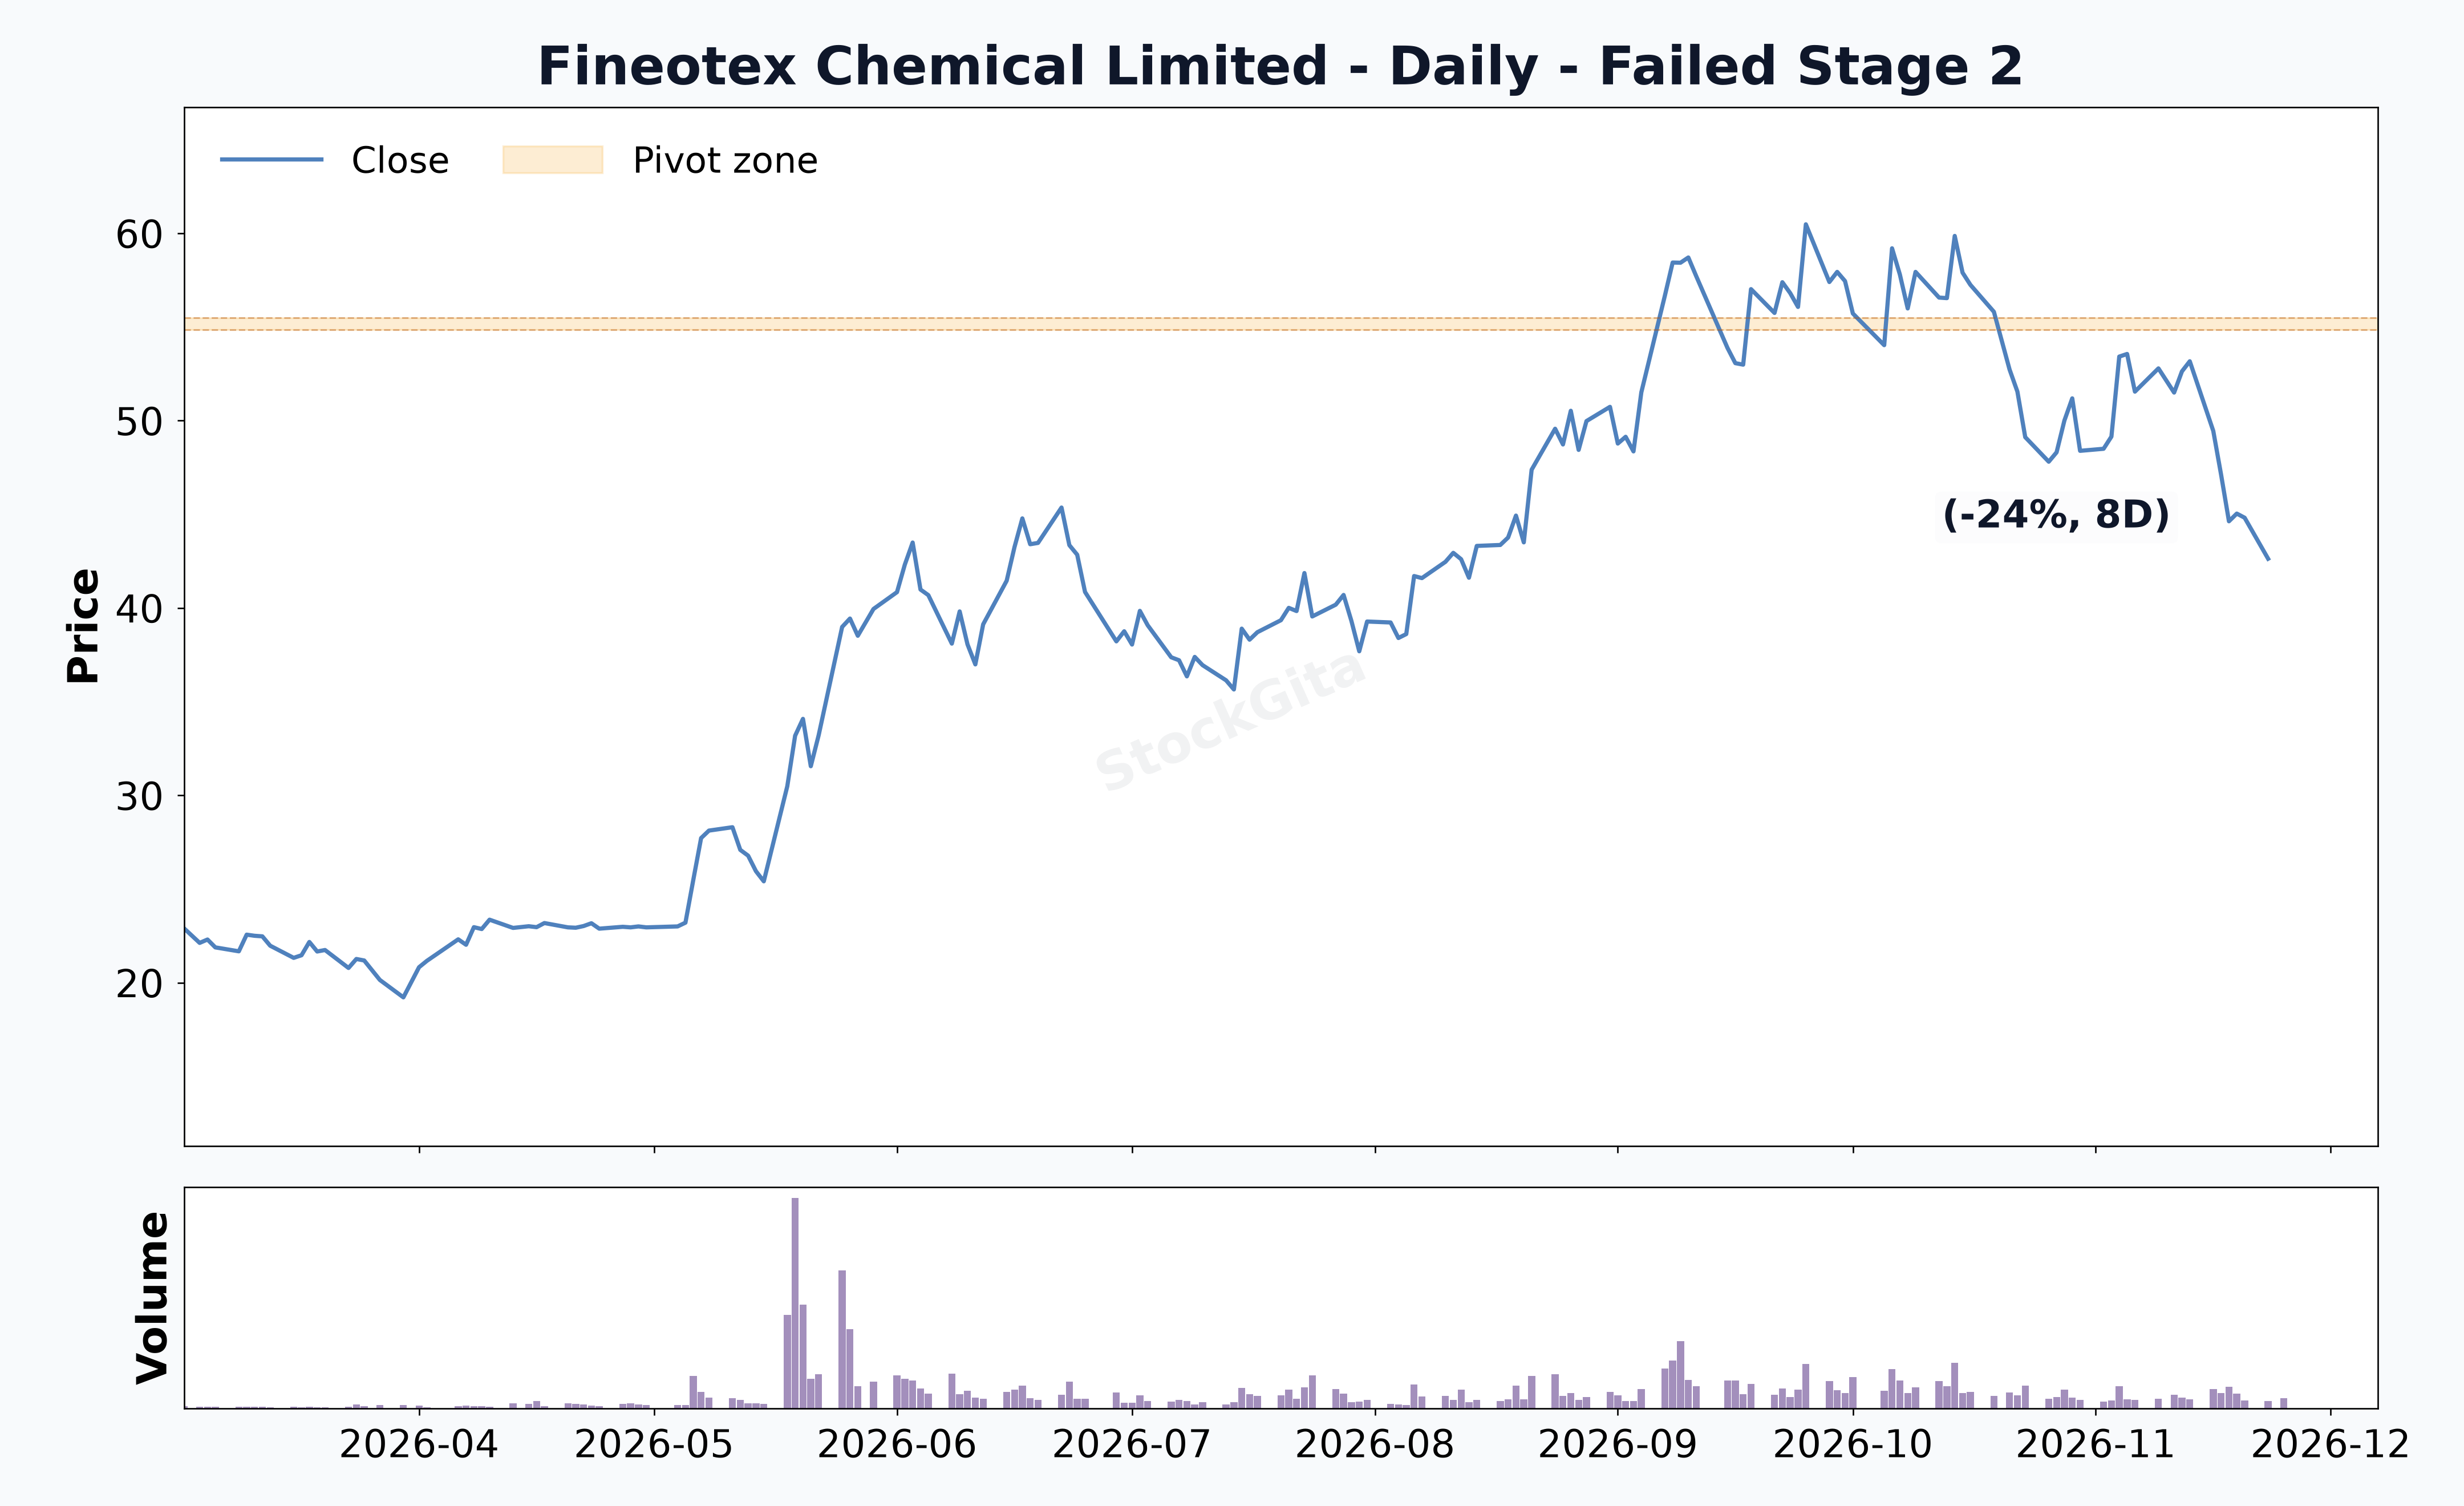 Fineotex Chemical Limited - Daily - Failed Stage 2
Close
Pivot zone
60
50
40
30
20
Price
(-24%, 8D)
StockGita
Volume
2026-04
2026-05
2026-06
2026-07
2026-08
2026-09
2026-10
2026-11
2026-12